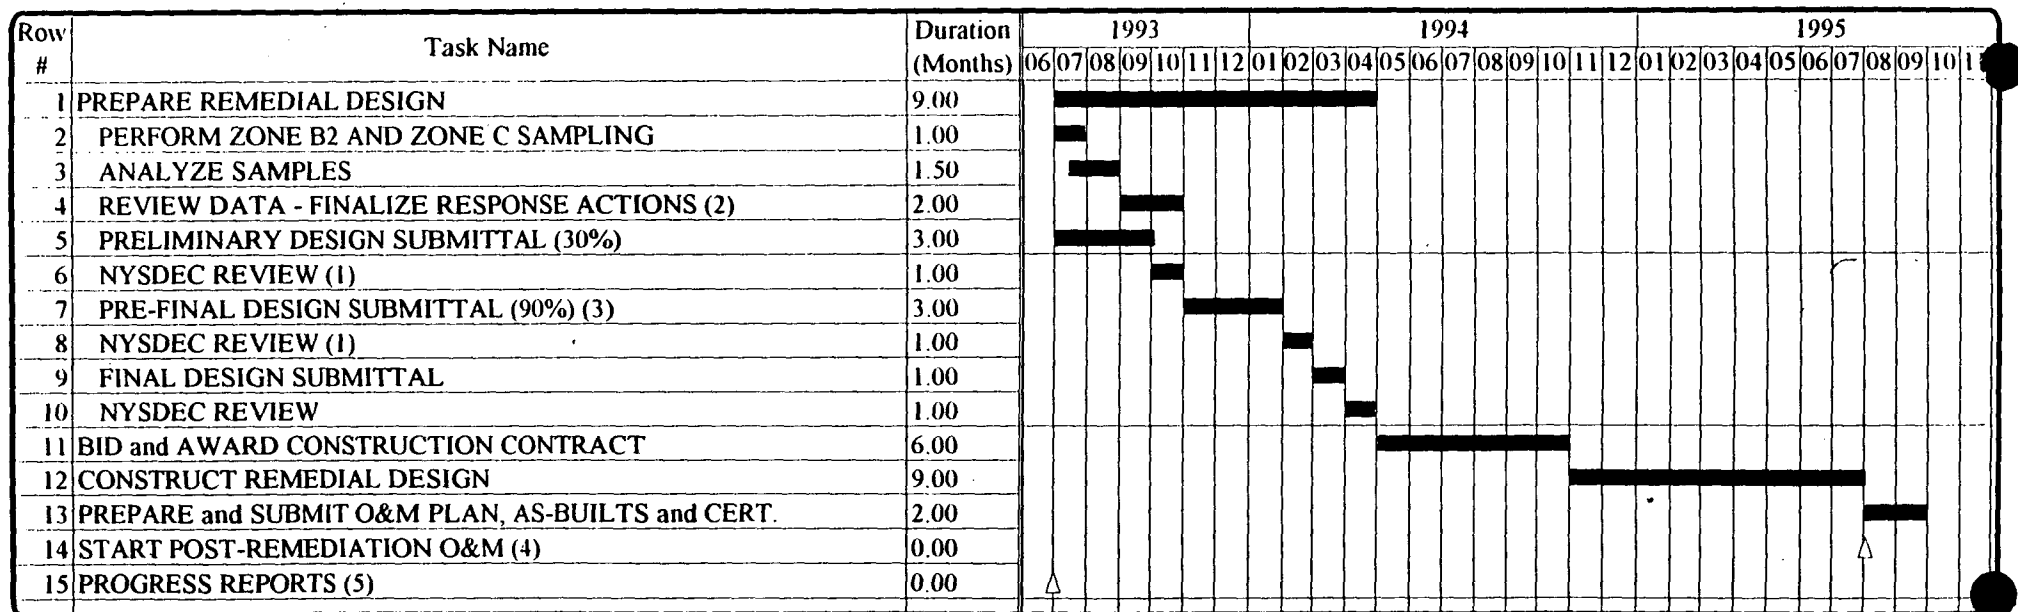 Row # Task Name Duration (Months) 1993 1994 1995
06 07 08 09 10 11 12 01 02 03 04 05 06 07 08 09 10 11 12 01 02 03 04 05 06 07 08 09 10
1 PREPARE REMEDIAL DESIGN 9.00
2 PERFORM ZONE B2 AND ZONE C SAMPLING 1.00
3 ANALYZE SAMPLES 1.50
4 REVIEW DATA - FINALIZE RESPONSE ACTIONS (2) 2.00
5 PRELIMINARY DESIGN SUBMITTAL (30%) 3.00
6 NYSDEC REVIEW (1) 1.00
7 PRE-FINAL DESIGN SUBMITTAL (90%) (3) 3.00
8 NYSDEC REVIEW (1) 1.00
9 FINAL DESIGN SUBMITTAL 1.00
10 NYSDEC REVIEW 1.00
11 BID and AWARD CONSTRUCTION CONTRACT 6.00
12 CONSTRUCT REMEDIAL DESIGN 9.00
13 PREPARE and SUBMIT O&M PLAN, AS-BUILTS and CERT. 2.00
14 START POST-REMEDIATION O&M (4) 0.00
15 PROGRESS REPORTS (5) 0.00